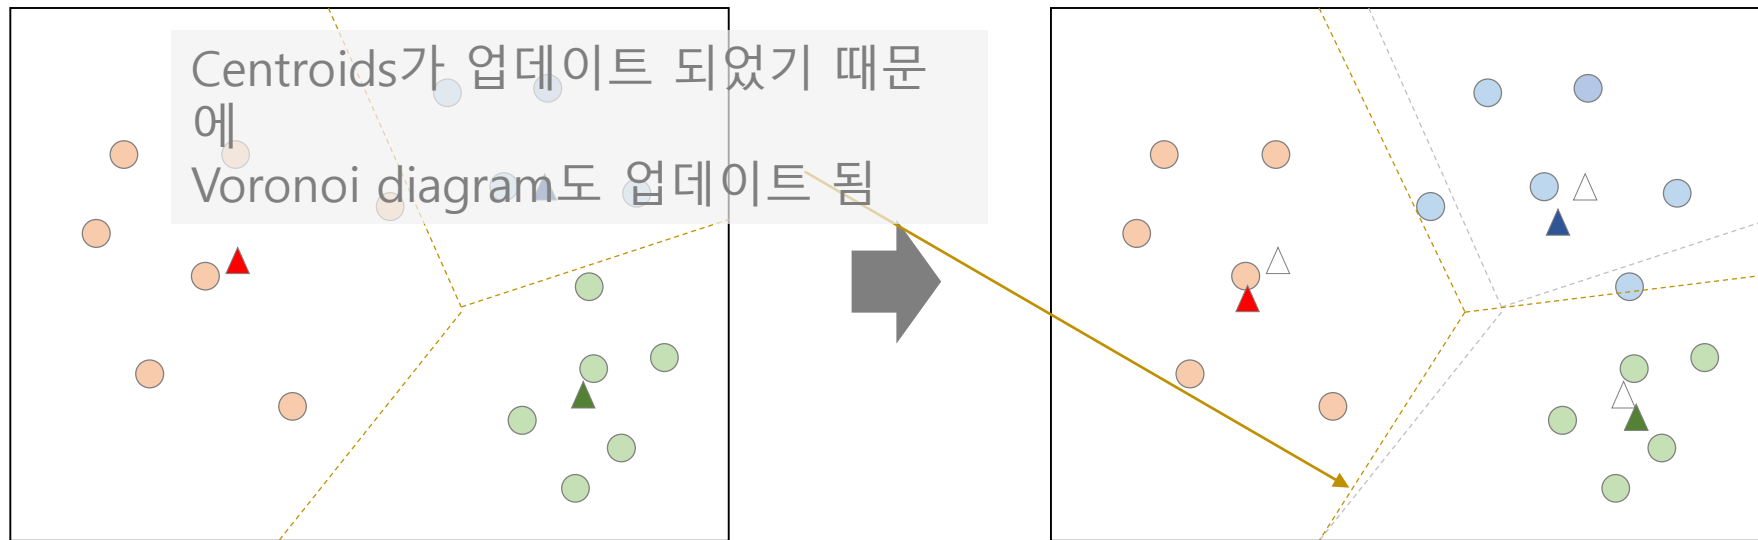 Centroids가 업데이트 되었기 때문
에
Voronoi diagram도 업데이트 됨